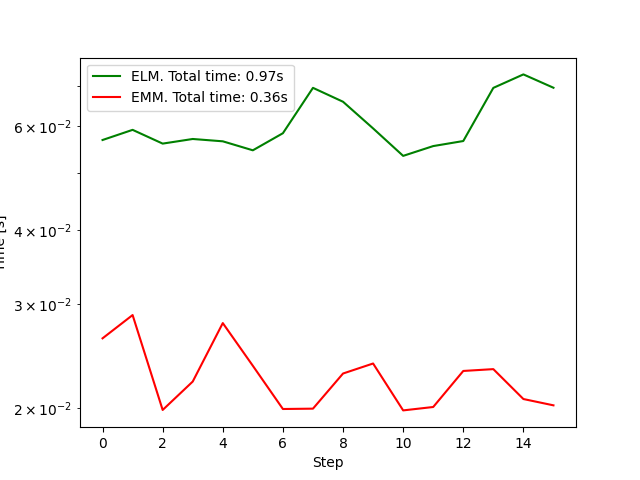 ELM. Total time: 0.97s
EMM. Total time: 0.36s
6 × 10⁻²
4 × 10⁻²
3 × 10⁻²
2 × 10⁻²
0 2 4 6 8 10 12 14
Step